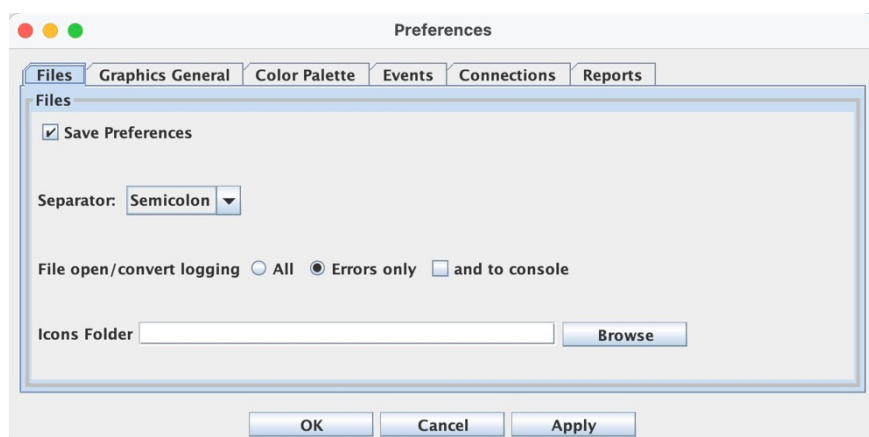 Preferences
Files Graphics General Color Palette Events Connections Reports
Files
Save Preferences
Separator: Semicolon
File open/convert logging All Errors only and to console
Icons Folder Browse
OK Cancel Apply